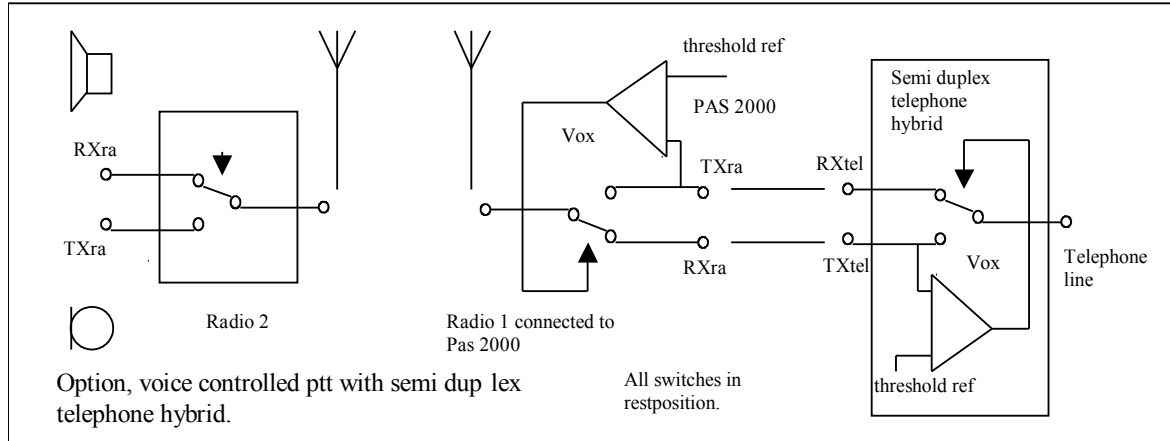 threshold ref
PAS 2000
Vox
Semi duplex
telephone
hybrid
RXra
TXra
RXtel
TXra
RXra
TXtel
Vox
Telephone
line
Radio 2
Radio 1 connected to
Pas 2000
threshold ref
Option, voice controlled ptt with semi dup lex
telephone hybrid.
All switches in
restposition.